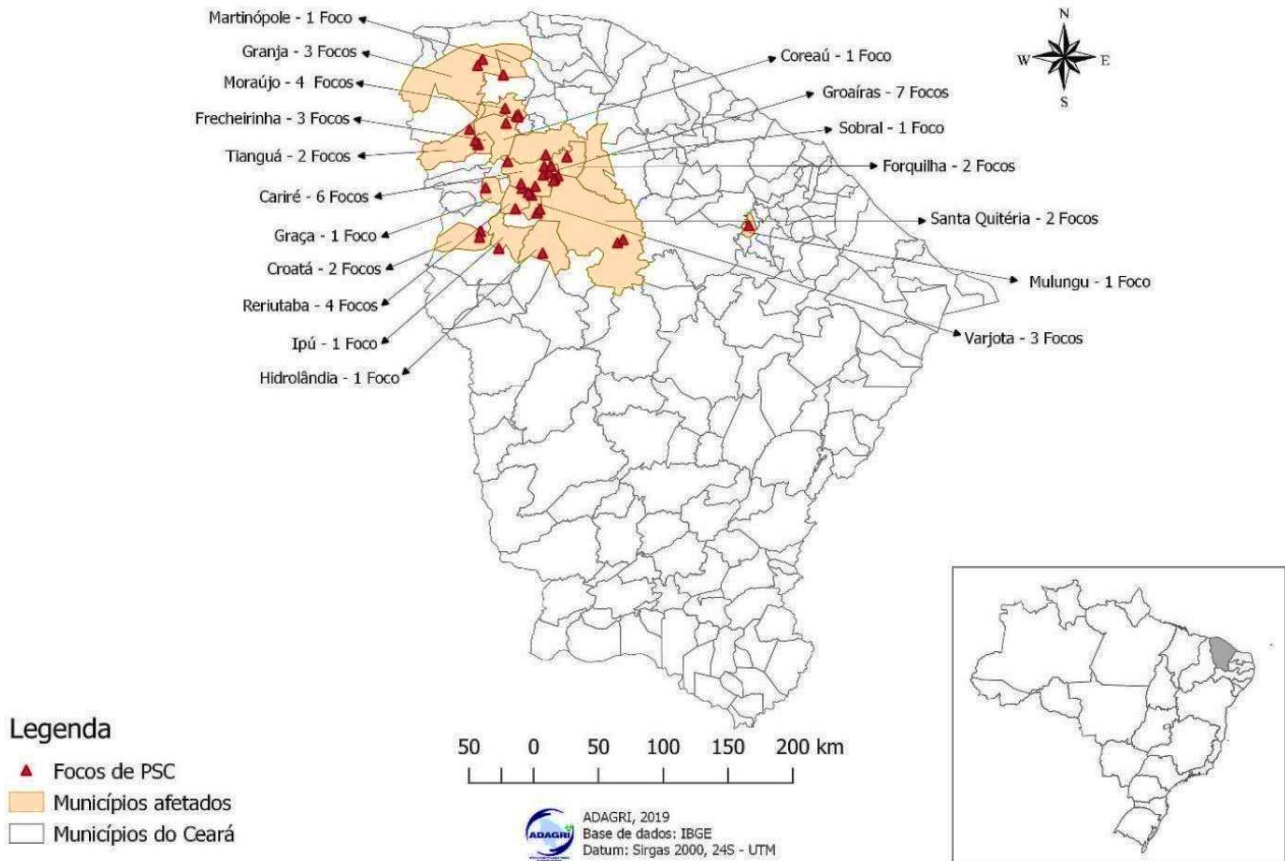 Martinópole - 1 Foco
Granja - 3 Focos
Moraújo - 4 Focos
Frecheirinha - 3 Focos
Tianguá - 2 Focos
Cariré - 6 Focos
Graça - 1 Foco
Croatá - 2 Focos
Reriutaba - 4 Focos
Ipú - 1 Foco
Hidrolândia - 1 Foco
Coreaú - 1 Foco
Groaíras - 7 Focos
Sobral - 1 Foco
Forquilha - 2 Focos
Santa Quitéria - 2 Focos
Mulungu - 1 Foco
Varjota - 3 Focos
N
W E
S
Legenda
Focos de PSC
Municípios afetados
Municípios do Ceará
50 0 50 100 150 200 km
ADAGRI
ADAGRI, 2019
Base de dados: IBGE
Datum: Sirgas 2000, 24S - UTM